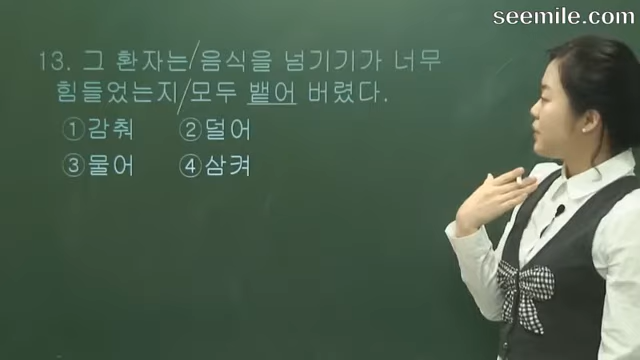 seemile.com
13. 그 환자는/음식을 넘기기가 너무
힘들었는지/모두 뱉어 버렸다.
①감춰 ②덜어
③물어 ④삼켜